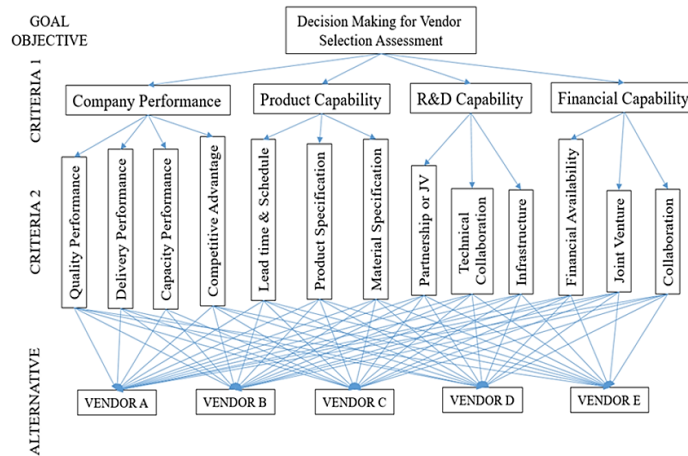 GOAL
OBJECTIVE
Decision Making for Vendor
Selection Assessment
CRITERIA 1
Company Performance
Product Capability
R&D Capability
Financial Capability
CRITERIA 2
Quality Performance
Delivery Performance
Capacity Performance
Competitive Advantage
Lead time & Schedule
Product Specification
Material Specification
Partnership or JV
Technical
Collaboration
Infrastructure
Financial Availability
Joint Venture
Collaboration
ALTERNATIVE
VENDOR A
VENDOR B
VENDOR C
VENDOR D
VENDOR E